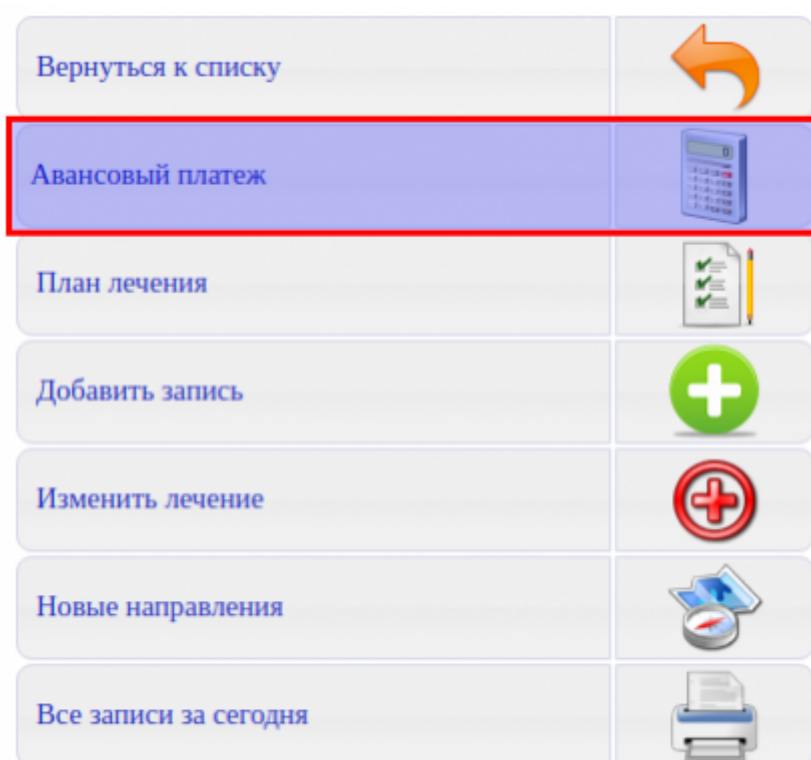 Вернуться к списку
Авансовый платеж
План лечения
Добавить запись
Изменить лечение
Новые направления
Все записи за сегодня